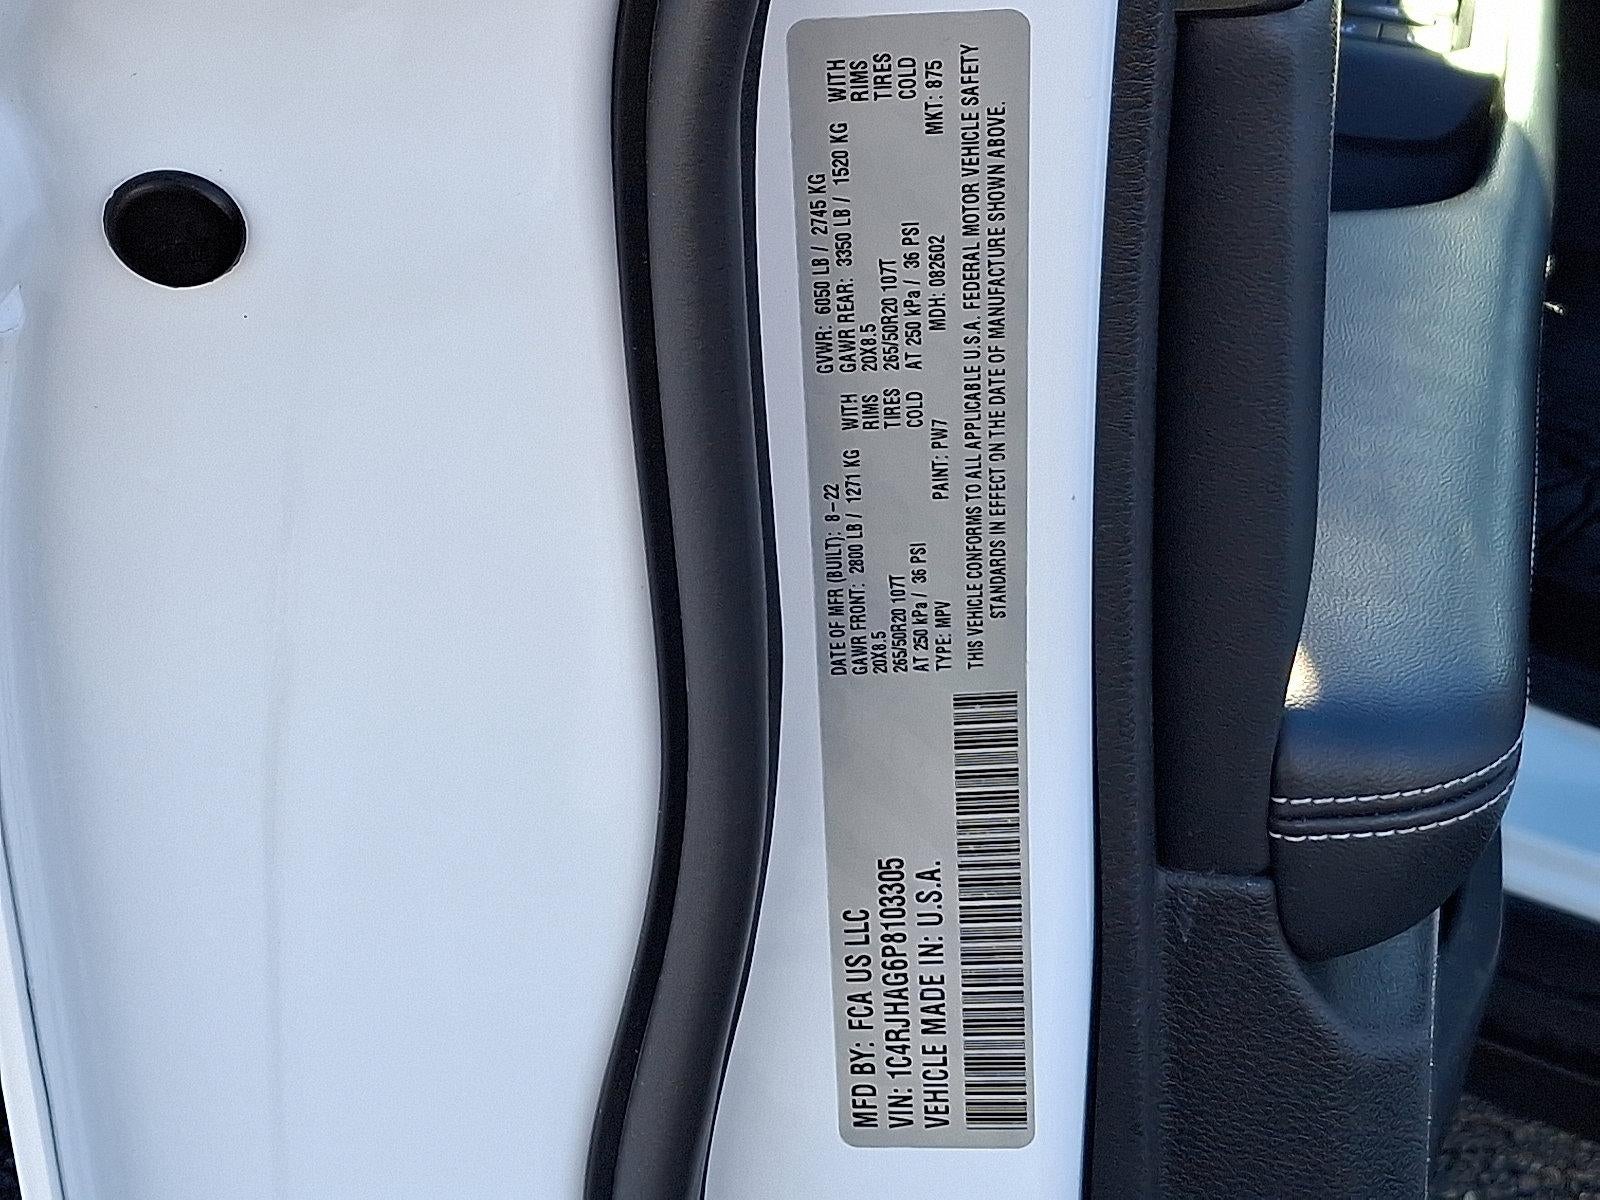 MFD BY: FCA US LLC
VIN: 1C4RJHAG6P8103305
VEHICLE MADE IN: U.S.A.
DATE OF MFR (BUILT): 8-22 GVWR: 6050 LB / 2745 KG
GAWR FRONT: 2800 LB / 1271 KG WITH GAWR REAR: 3350 LB / 1520 KG WITH
20X8.5 RIMS 20X8.5 RIMS
265/50R20 107T TIRES 265/50R20 107T TIRES
AT 250 kPa / 36 PSI COLD AT 250 kPa / 36 PSI COLD
TYPE: MPV PAINT: PW7 MDH: 082602 MKT: 875
THIS VEHICLE CONFORMS TO ALL APPLICABLE U.S.A. FEDERAL MOTOR VEHICLE SAFETY
STANDARDS IN EFFECT ON THE DATE OF MANUFACTURE SHOWN ABOVE.